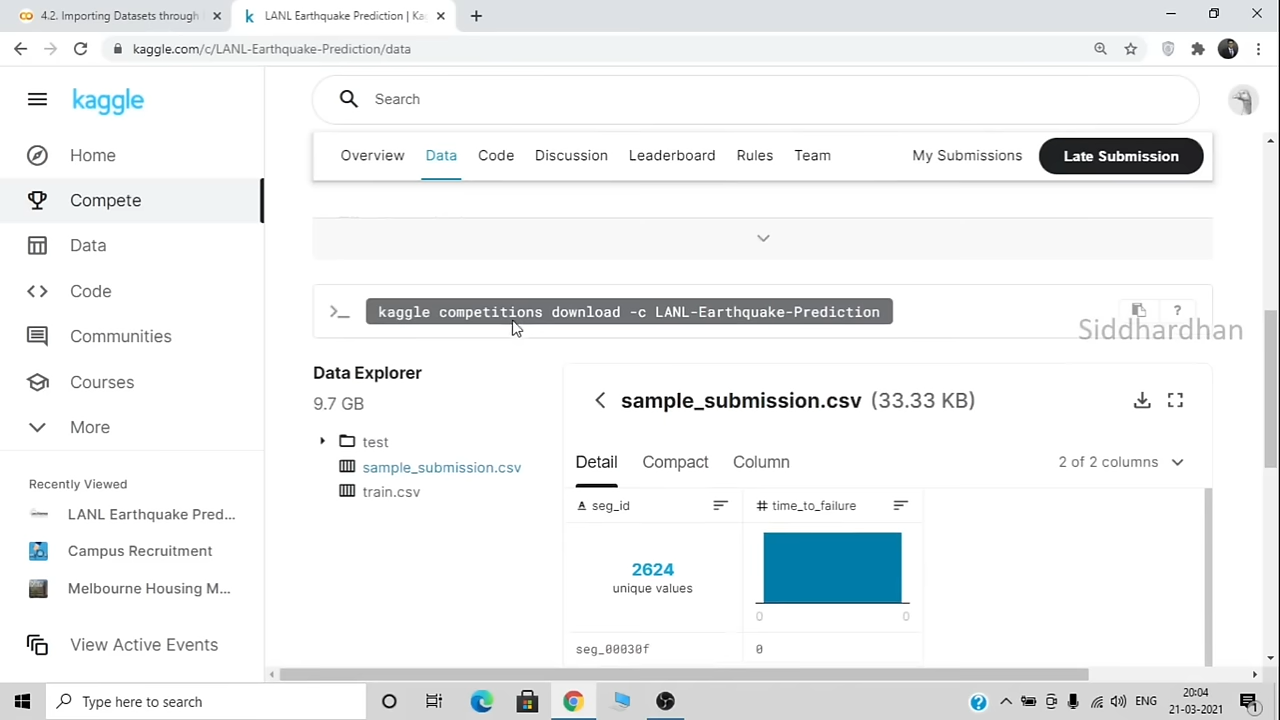 4.2. Importing Datasets through
LANL Earthquake Prediction | Ka
kaggle.com/c/LANL-Earthquake-Prediction/data
kaggle
Search
Overview
Data
Code
Discussion
Leaderboard
Rules
Team
My Submissions
Late Submission
Home
Compete
Data
Code
Communities
Courses
More
Recently Viewed
LANL Earthquake Pred...
Campus Recruitment
Melbourne Housing M...
View Active Events
>_ kaggle competitions download -c LANL-Earthquake-Prediction
?
Siddhardhan
Data Explorer
9.7 GB
test
sample_submission.csv
train.csv
sample_submission.csv (33.33 KB)
Detail
Compact
Column
2 of 2 columns
A seg_id
# time_to_failure
2624
unique values
0
0
seg_00030f
0
Type here to search
ENG
20:04
21-03-2021
1